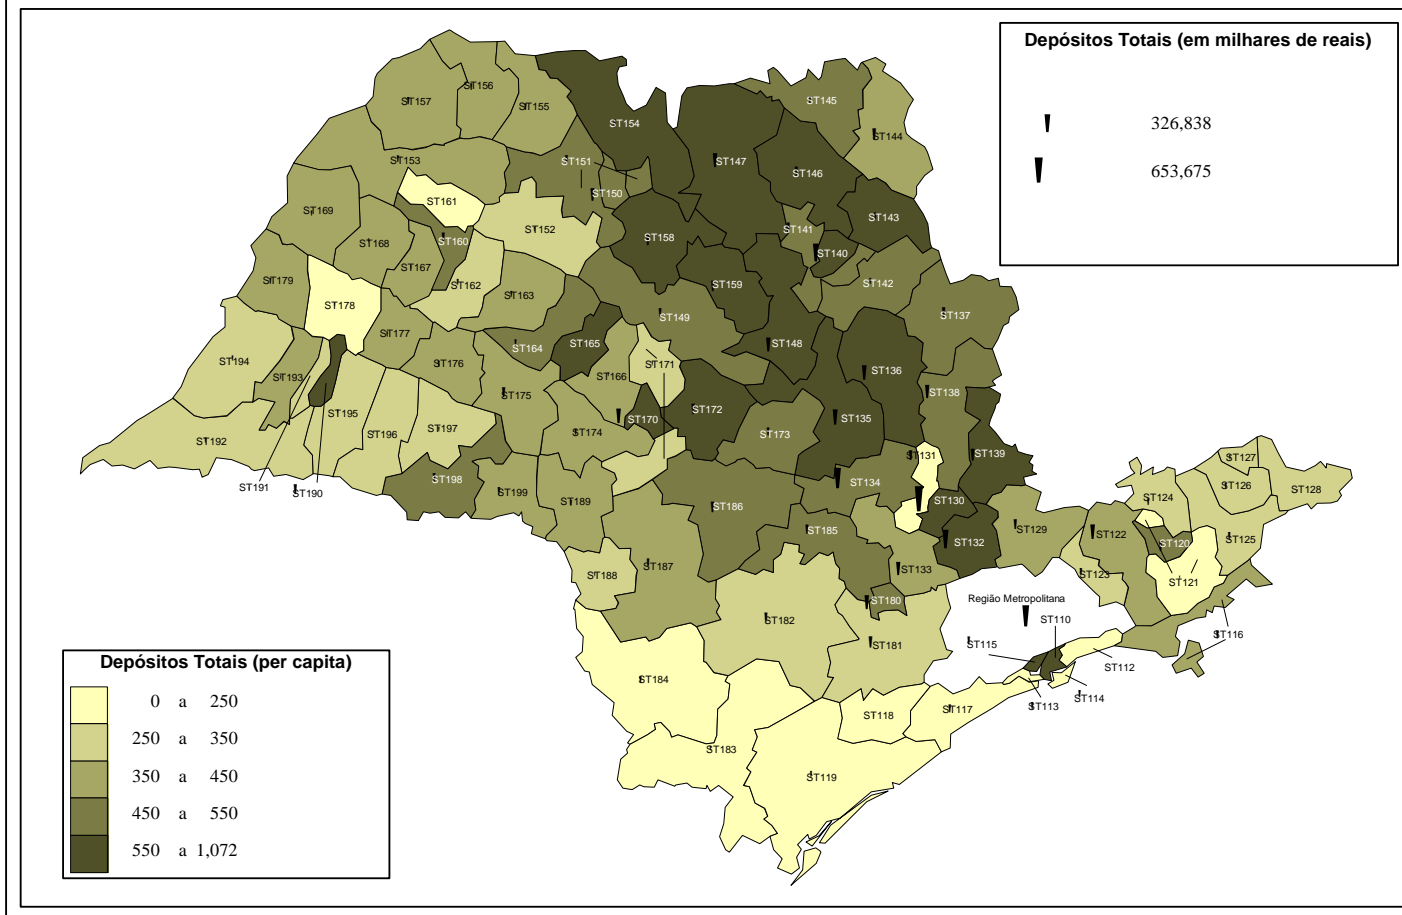 Depósitos Totais (em milhares de reais)
326,838
653,675
ST145
ST156
ST157
ST155
ST154
ST144
ST153
ST151
ST147
ST146
ST150
ST161
ST169
ST143
ST152
ST141
ST168
ST160
ST158
ST140
ST167
ST179
ST162
ST159
ST142
ST163
ST178
ST149
ST137
ST177
ST164
ST165
ST148
ST194
ST176
ST171
ST136
ST193
ST166
ST175
ST138
ST195
ST172
ST170
ST135
ST197
ST196
ST174
ST173
ST192
ST131
ST139
ST127
ST198
ST134
ST126
ST191
ST190
ST199
ST128
ST189
ST130
ST124
ST186
ST185
ST129
ST122
ST125
ST132
ST120
ST187
ST133
ST188
ST123
ST121
Região Metropolitana
ST180
ST182
ST110
ST116
ST181
ST115
ST112
Depósitos Totais (per capita)
ST184
ST114
0 a 250
ST113
ST117
ST118
250 a 350
ST183
350 a 450
ST119
450 a 550
550 a 1,072